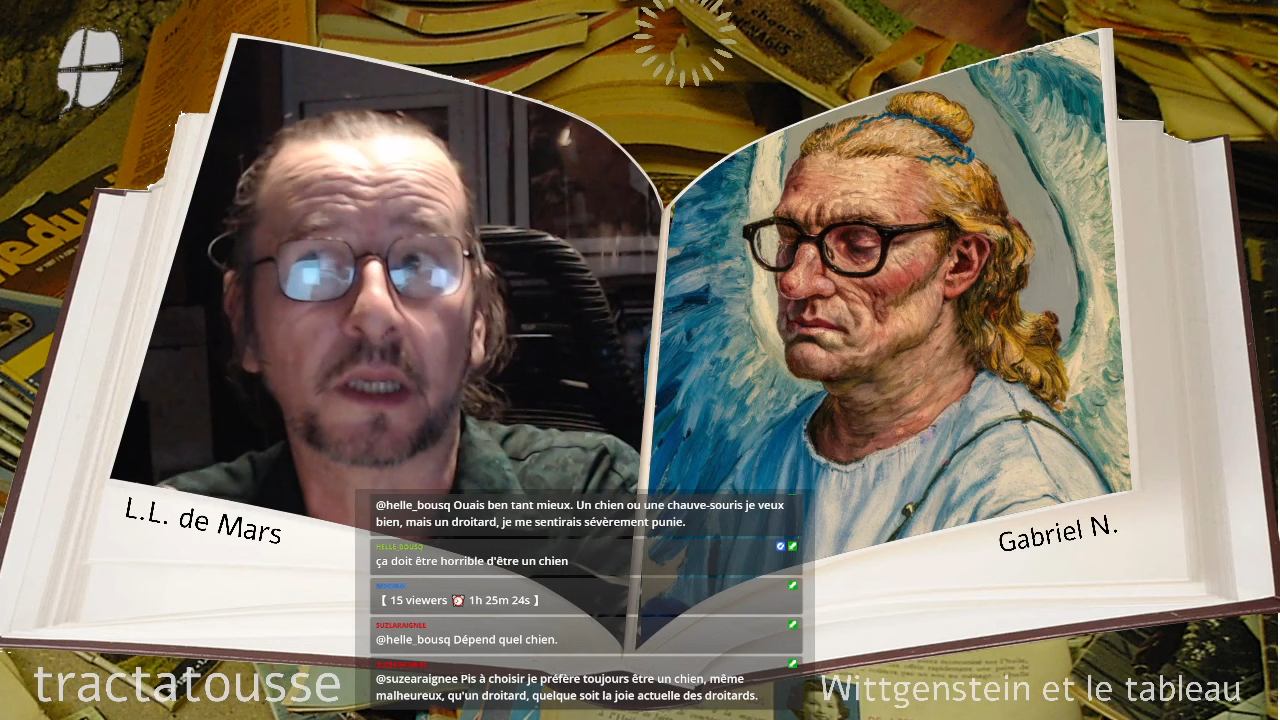 chance
MÉNAGES
L.L. de Mars
Gabriel N.
@helle_bousq Ouais ben tant mieux. Un chien ou une chauve-souris je veux
bien, mais un droitard, je me sentirais sévèrement punie.
HELLE_BOUSQ
ça doit être horrible d'être un chien
【 15 viewers ⏰ 1h 25m 24s 】
SUZEARAIGNEE
@helle_bousq Dépend quel chien.
SUZEARAIGNEE
@suzearaignee Pis à choisir je préfère toujours être un chien, même
malheureux, qu'un droitard, quelque soit la joie actuelle des droitards.
tractatousse
Wittgenstein et le tableau